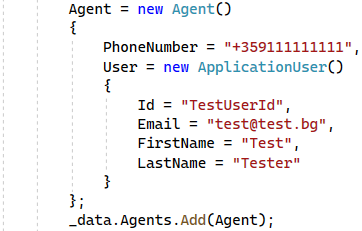 Agent = new Agent()
{
PhoneNumber = "+359111111111",
User = new ApplicationUser()
{
Id = "TestUserId",
Email = "test@test.bg",
FirstName = "Test",
LastName = "Tester"
}
};
_data.Agents.Add(Agent);